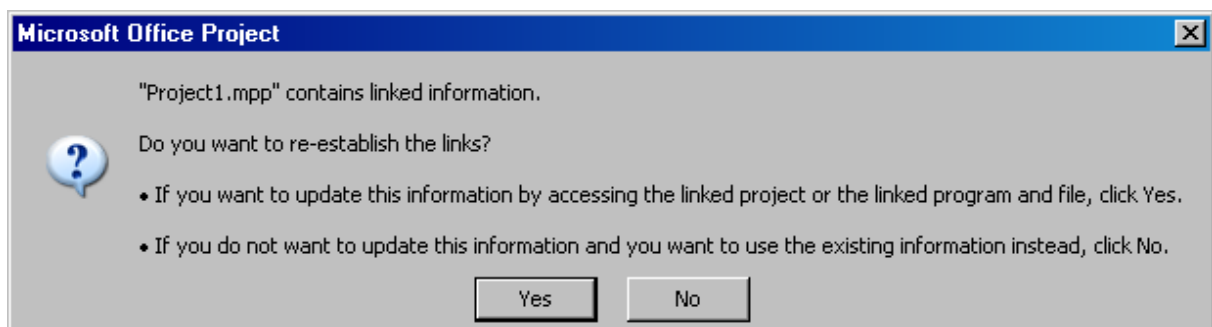 Microsoft Office Project
"Project1.mpp" contains linked information.
Do you want to re-establish the links?
• If you want to update this information by accessing the linked project or the linked program and file, click Yes.
• If you do not want to update this information and you want to use the existing information instead, click No.
Yes No